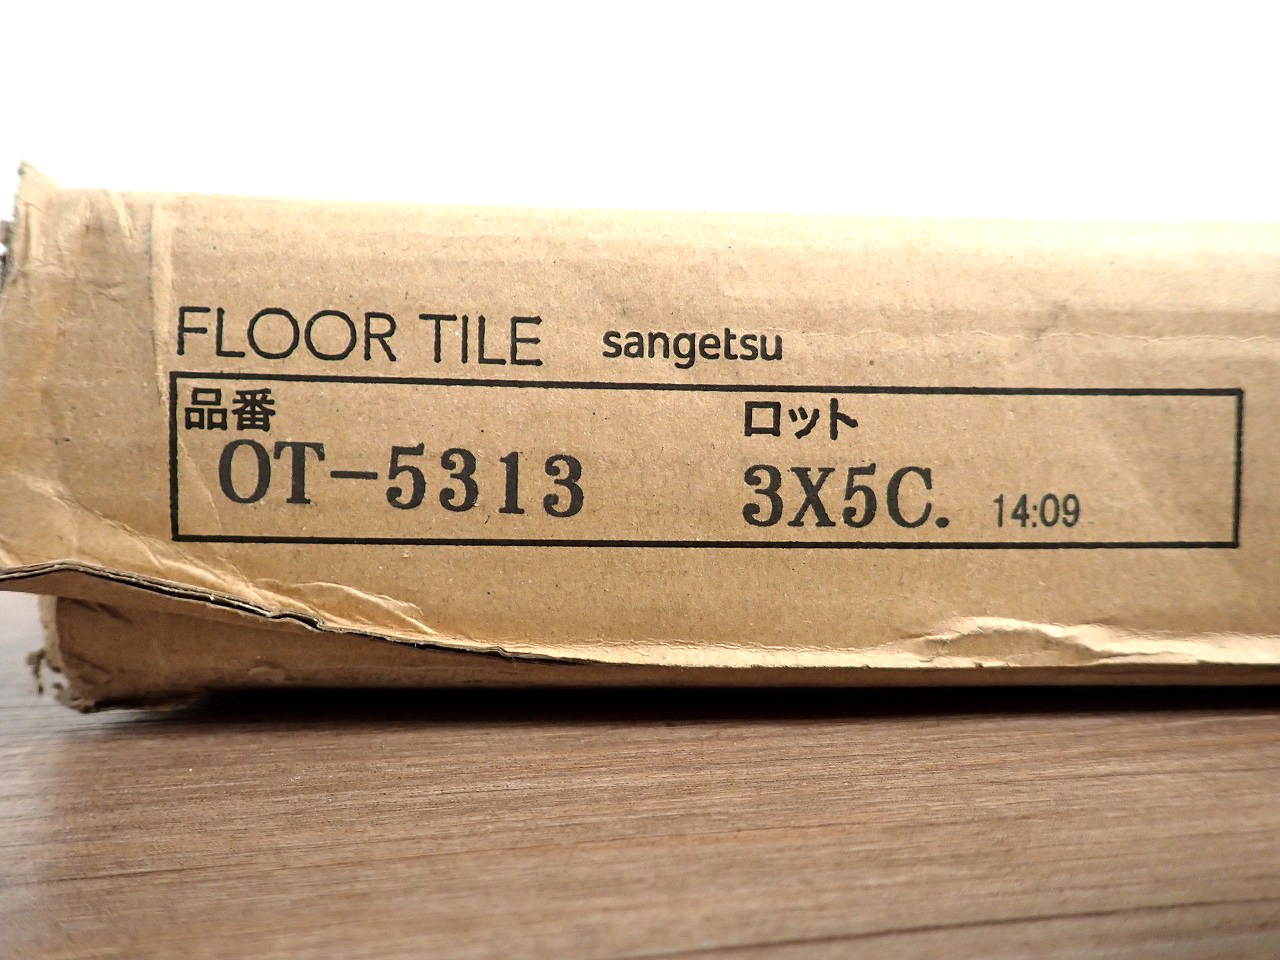 FLOOR TILE sangetsu
品番 ロット
OT-5313 3X5C. 14:09